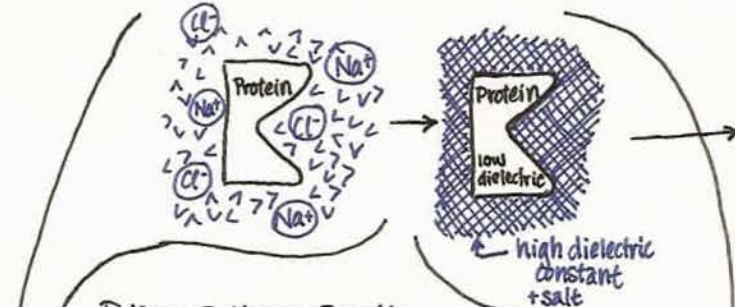 Cl-
Na+
Protein
Na+
Cl-
Cl-
Na+
Protein
low
dielectric
high dielectric
constant
+ salt